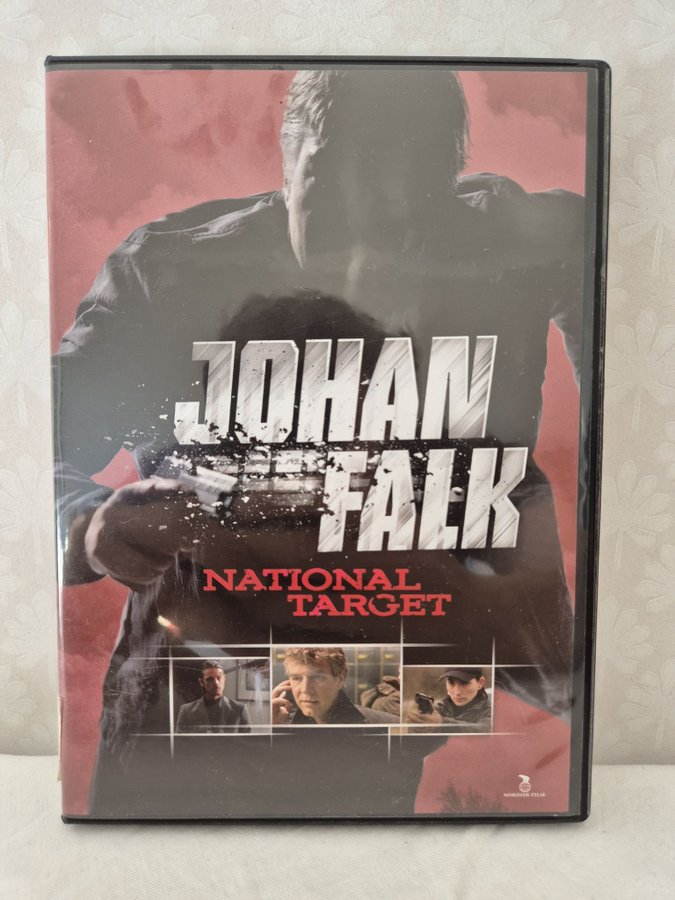 JOHAN
FALK
NATIONAL
TARGET
NORDISK FILM